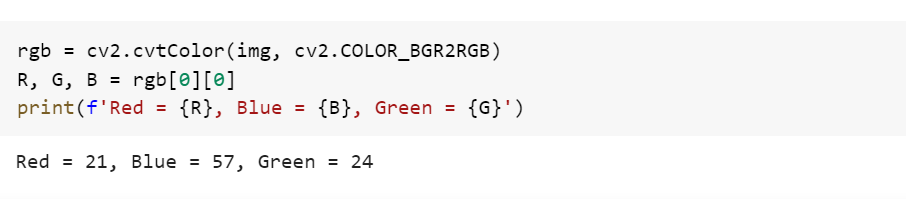 rgb = cv2.cvtColor(img, cv2.COLOR_BGR2RGB)
R, G, B = rgb[0][0]
print(f'Red = {R}, Blue = {B}, Green = {G}')
Red = 21, Blue = 57, Green = 24